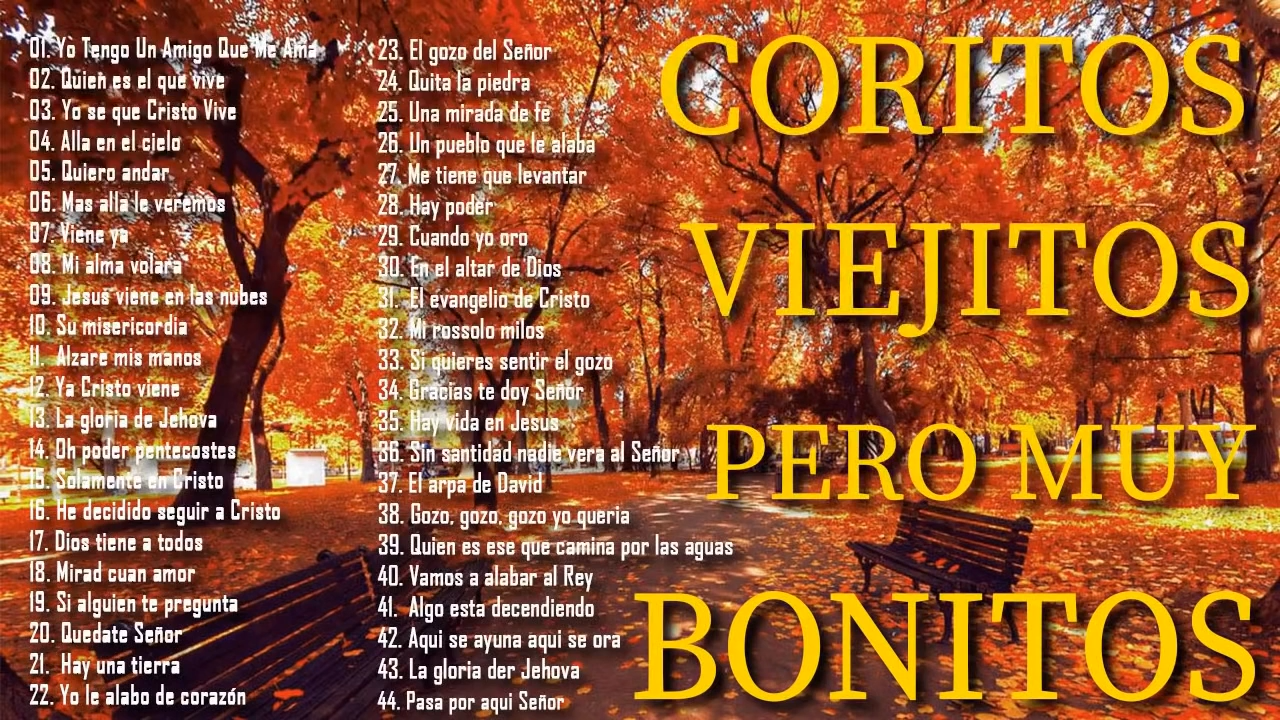 01. Yo Tengo Un Amigo Que Me Ama
02. Quien es el que vive
03. Yo se que Cristo Vive
04. Alla en el cielo
05. Quiero andar
06. Mas alla le veremos
07. Viene ya
08. Mi alma volara
09. Jesus viene en las nubes
10. Su misericordia
11. Alzare mis manos
12. Ya Cristo viene
13. La gloria de Jehova
14. Oh poder pentecostes
15. Solamente en Cristo
16. He decidido seguir a Cristo
17. Dios tiene a todos
18. Mirad cuan amor
19. Si alguien te pregunta
20. Quedate Señor
21. Hay una tierra
22. Yo le alabo de corazón
23. El gozo del Señor
24. Quita la piedra
25. Una mirada de fe
26. Un pueblo que le alaba
27. Me tiene que levantar
28. Hay poder
29. Cuando yo oro
30. En el altar de Dios
31. El evangelio de Cristo
32. Mi rossolo milos
33. Si quieres sentir el gozo
34. Gracias te doy Señor
35. Hay vida en Jesus
36. Sin santidad nadie vera al Señor
37. El arpa de David
38. Gozo, gozo, gozo yo queria
39. Quien es ese que camina por las aguas
40. Vamos a alabar al Rey
41. Algo esta decendiendo
42. Aqui se ayuna aqui se ora
43. La gloria der Jehova
44. Pasa por aqui Señor
CORITOS
VIEJITOS
PERO MUY
BONITOS